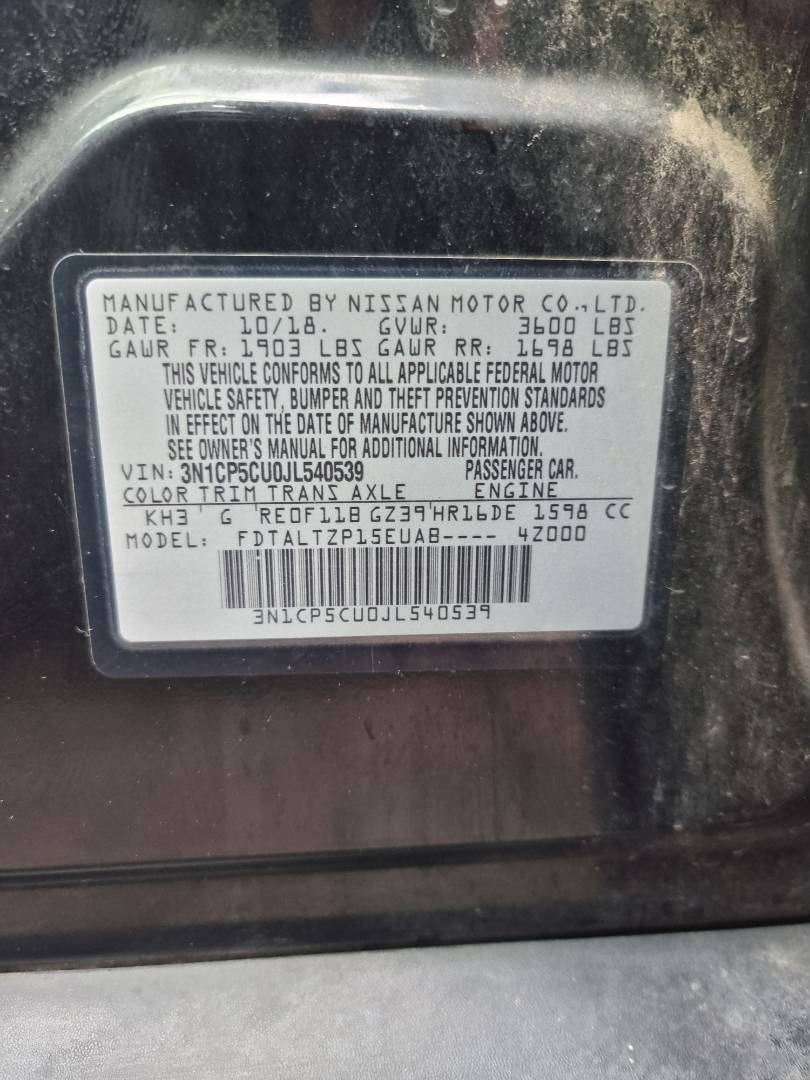 MANUFACTURED BY NISSAN MOTOR CO.,LTD.
DATE: 10/18. GVWR: 3600 LBS
GAWR FR: 1903 LBS GAWR RR: 1698 LBS
THIS VEHICLE CONFORMS TO ALL APPLICABLE FEDERAL MOTOR
VEHICLE SAFETY, BUMPER AND THEFT PREVENTION STANDARDS
IN EFFECT ON THE DATE OF MANUFACTURE SHOWN ABOVE.
SEE OWNER'S MANUAL FOR ADDITIONAL INFORMATION.
VIN: 3N1CP5CU0JL540539 PASSENGER CAR.
COLOR TRIM TRANS AXLE ENGINE
KH3 G RE0F11B GZ39 HR16DE 1598 CC
MODEL: FDTALTZP15EUAB---- 4Z000
3N1CP5CU0JL540539